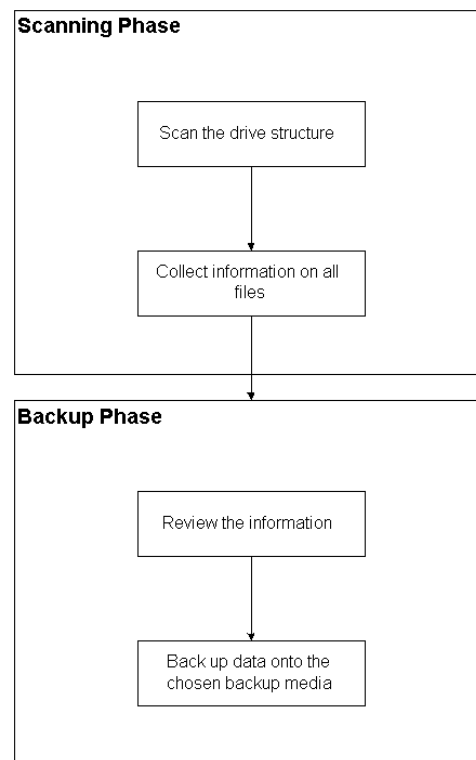 Scanning Phase
Scan the drive structure
Collect information on all
files
Backup Phase
Review the information
Back up data onto the
chosen backup media